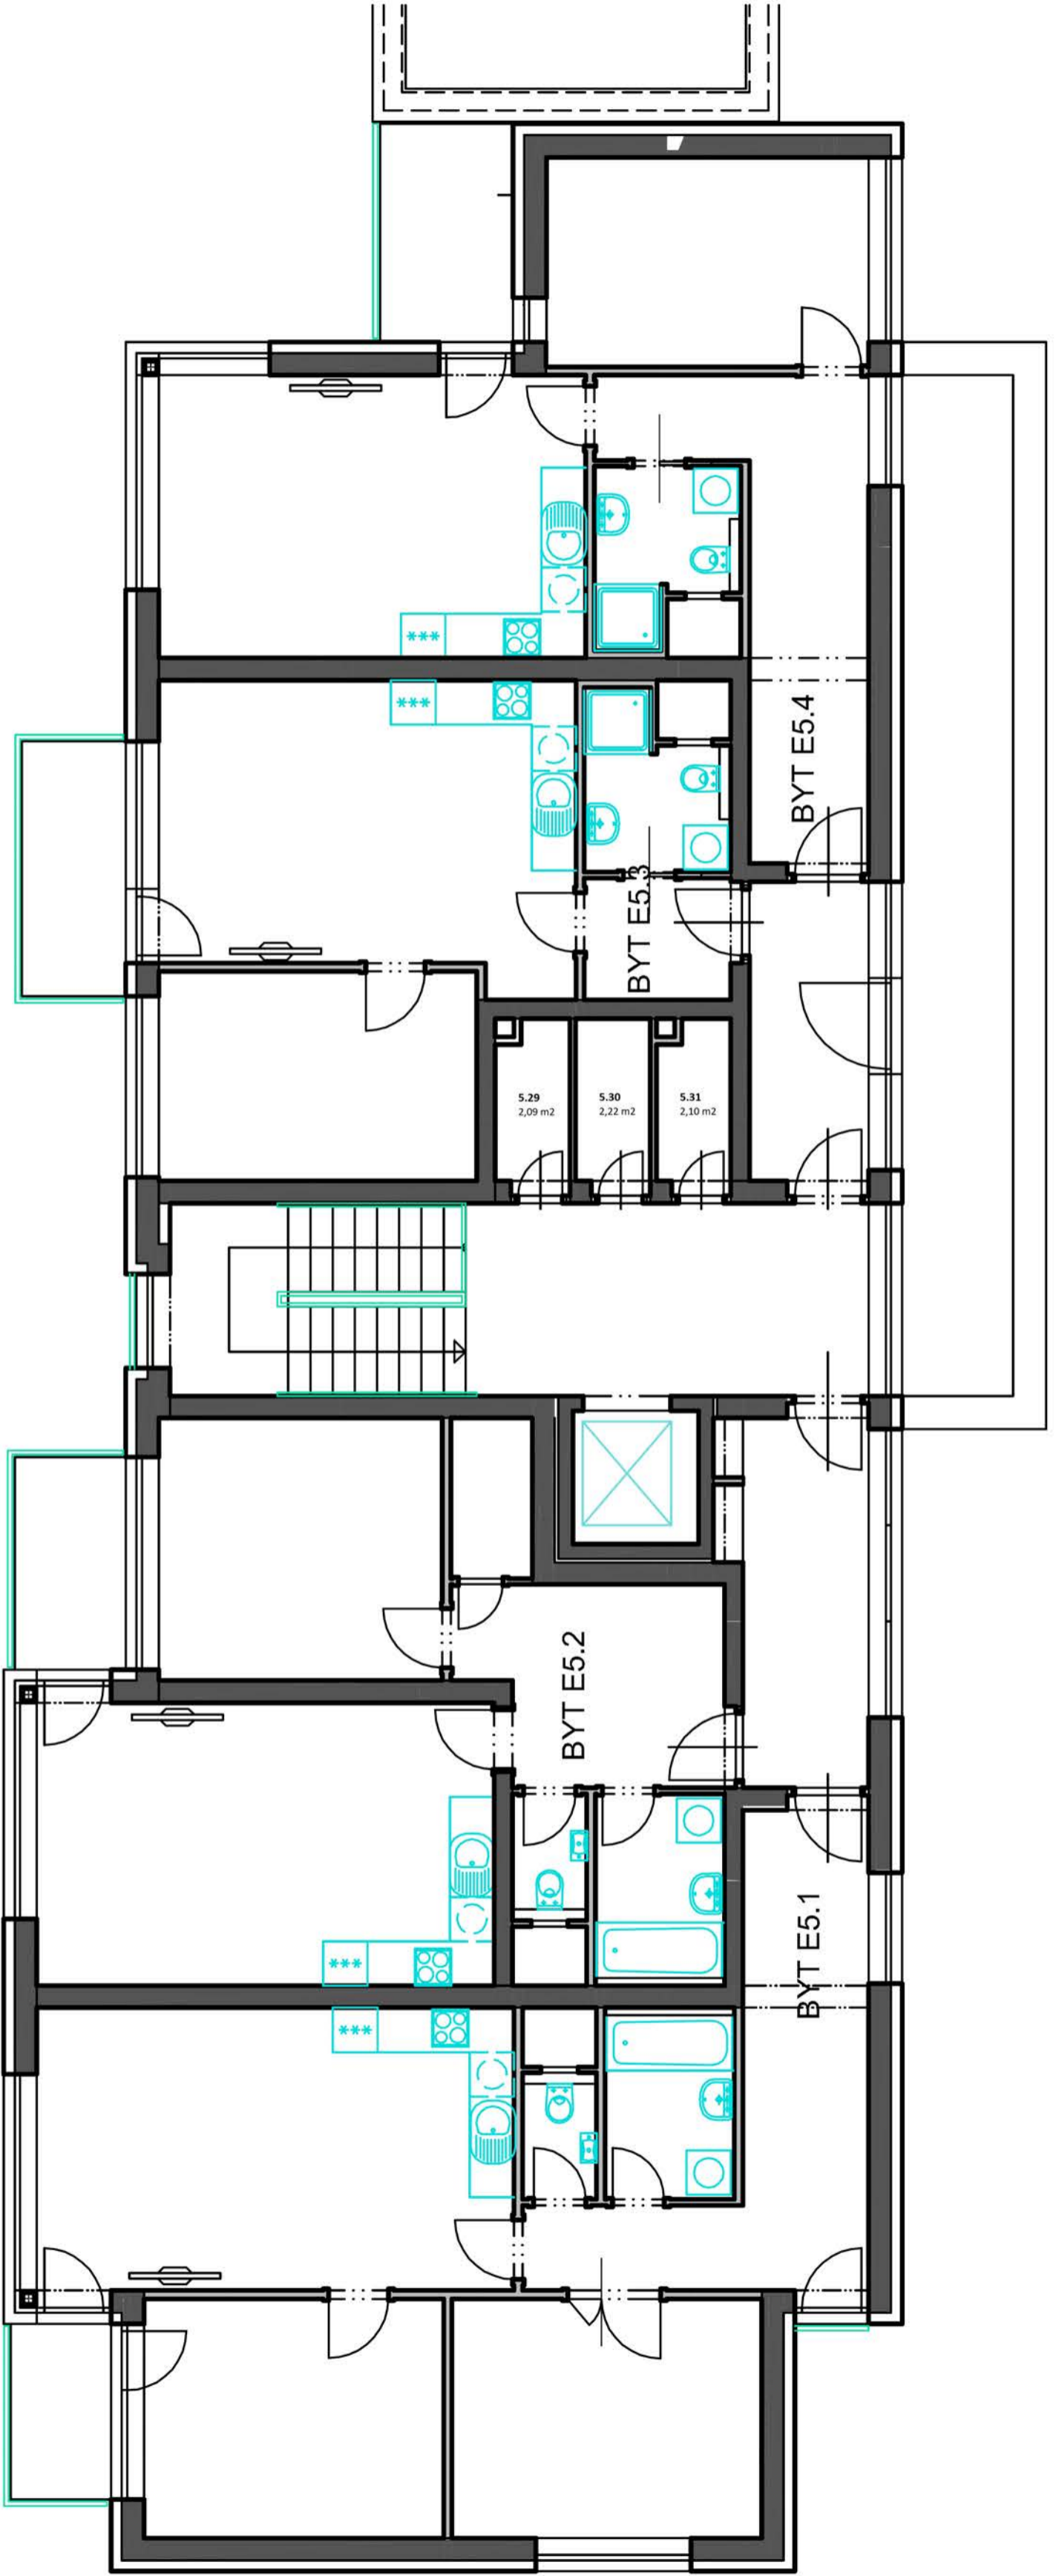 ***
***
BYT E5.4
BYT E5.3
5.29
2,09 m2
5.30
2,22 m2
5.31
2,10 m2
BYT E5.2
***
BYT E5.1
***